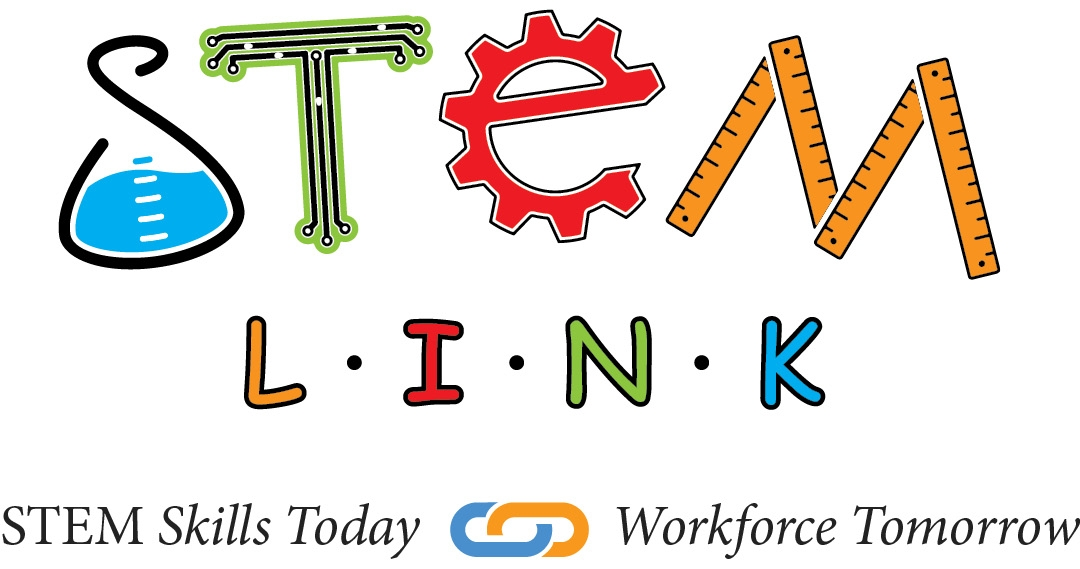 STeM
L·I·N·K
STEM Skills Today Workforce Tomorrow